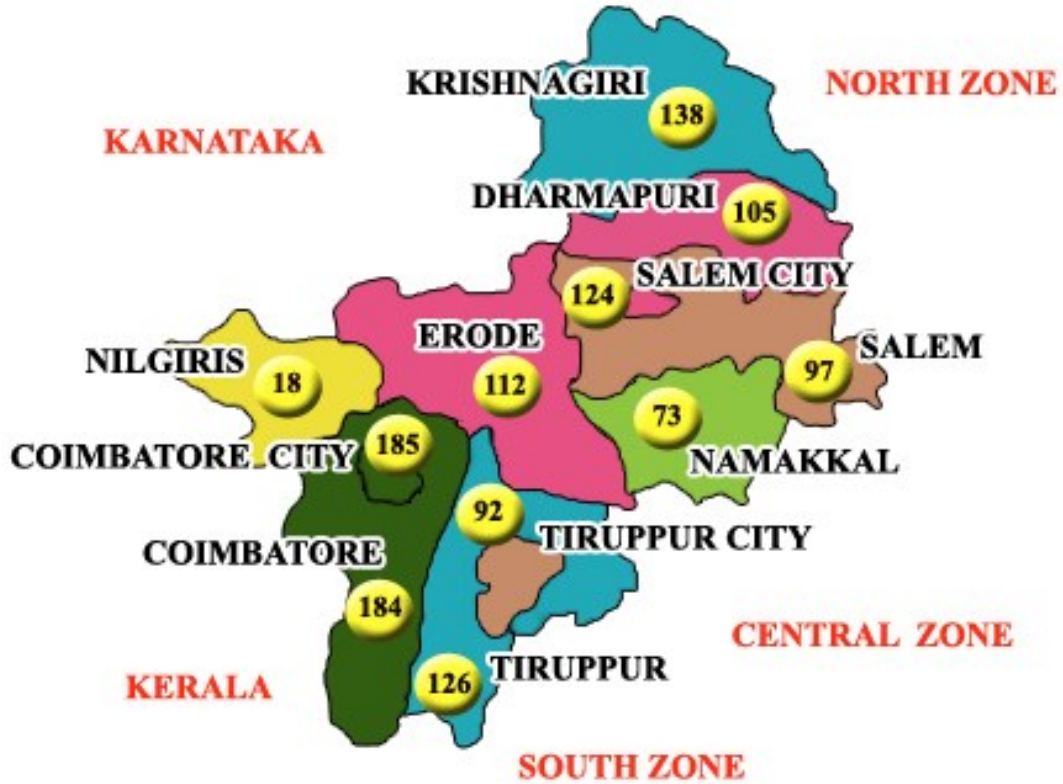 KRISHNAGIRI
NORTH ZONE
138
KARNATAKA
DHARMAPURI
105
SALEM CITY
124
ERODE
SALEM
NILGIRIS
97
18
112
73
COIMBATORE CITY
185
NAMAKKAL
92
TIRUPPUR CITY
COIMBATORE
184
CENTRAL ZONE
TIRUPPUR
KERALA
126
SOUTH ZONE